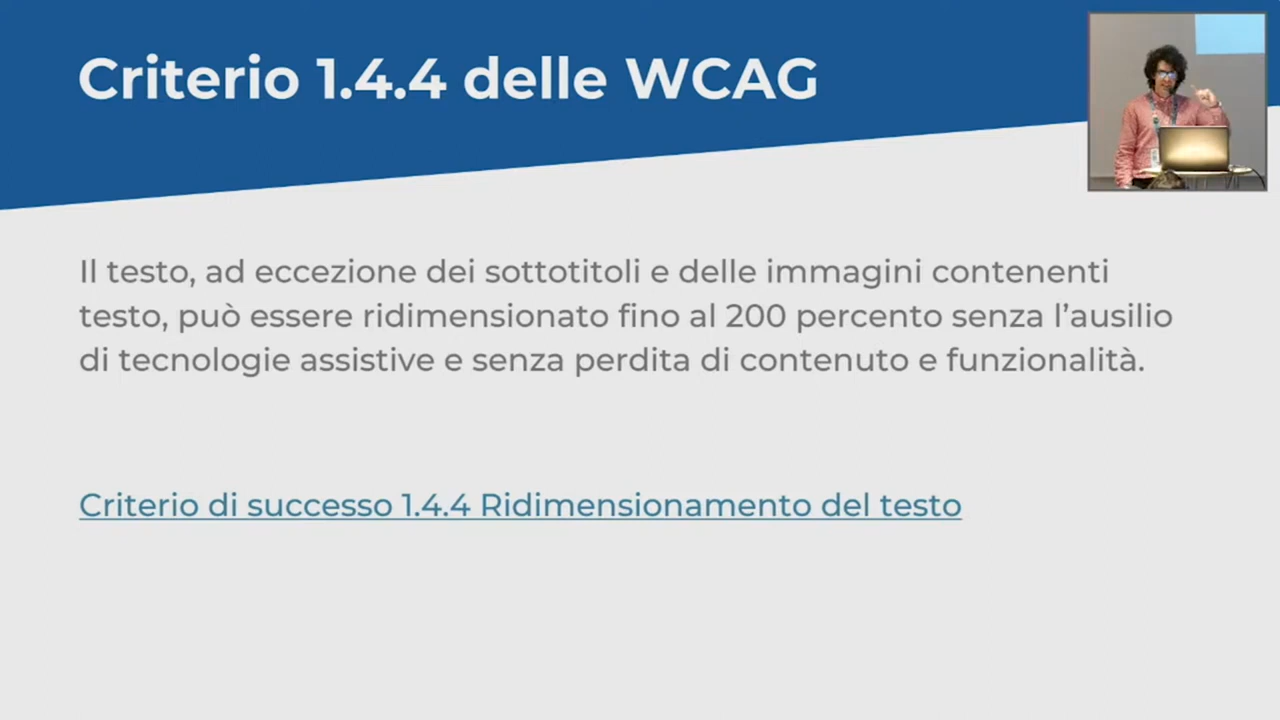 Criterio 1.4.4 delle WCAG
Il testo, ad eccezione dei sottotitoli e delle immagini contenenti
testo, può essere ridimensionato fino al 200 percento senza l’ausilio
di tecnologie assistive e senza perdita di contenuto e funzionalità.
Criterio di successo 1.4.4 Ridimensionamento del testo